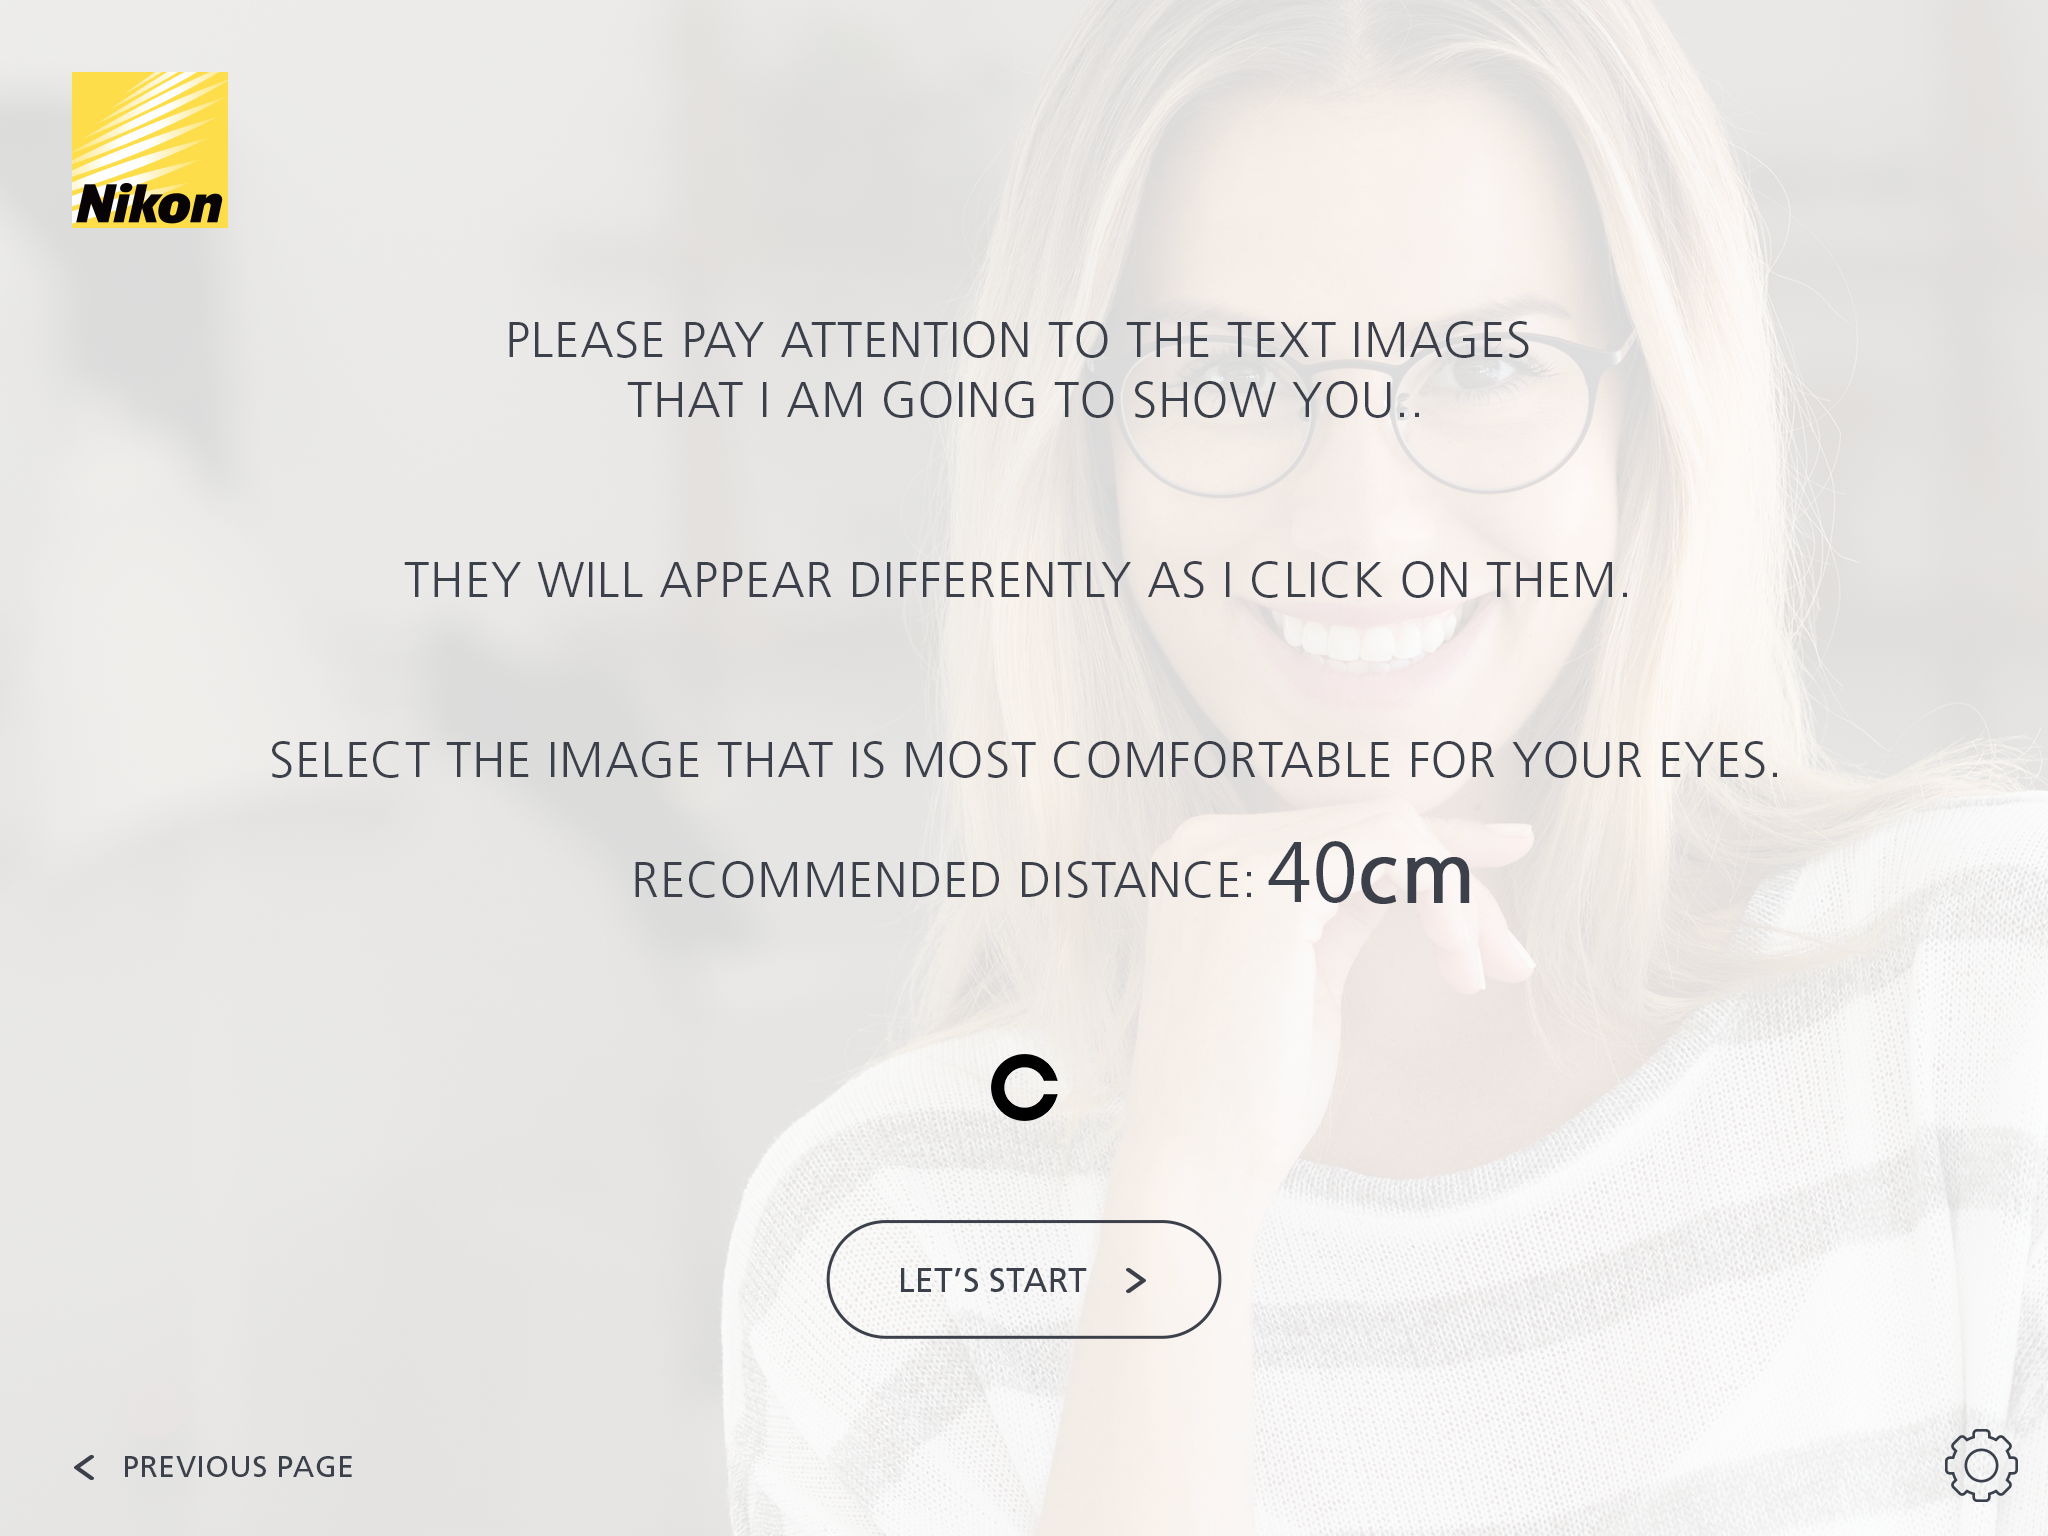 Nikon
PLEASE PAY ATTENTION TO THE TEXT IMAGES
THAT I AM GOING TO SHOW YOU..
THEY WILL APPEAR DIFFERENTLY AS I CLICK ON THEM.
SELECT THE IMAGE THAT IS MOST COMFORTABLE FOR YOUR EYES.
RECOMMENDED DISTANCE: 40cm
C
LET’S START >
< PREVIOUS PAGE